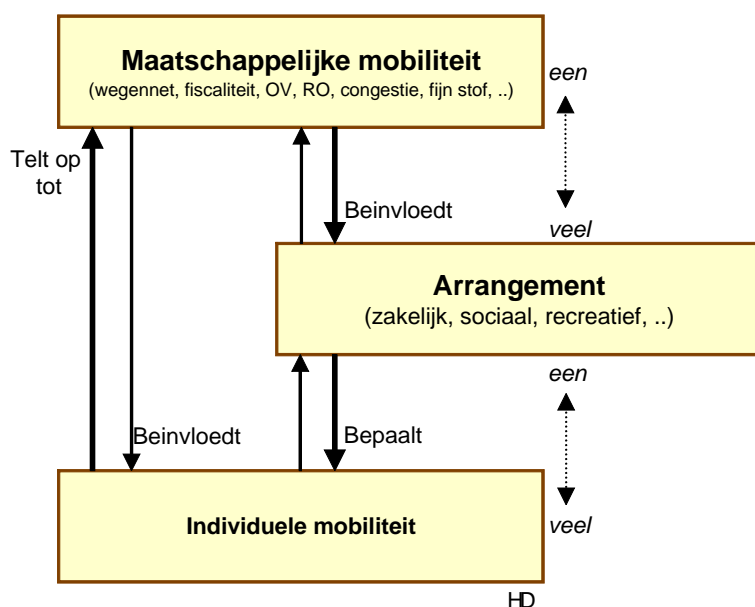 Maatschappelijke mobiliteit
(wegennet, fiscaliteit, OV, RO, congestie, fijn stof, ..)
een
Telt op
tot
Beinvloedt
veel
Arrangement
(zakelijk, sociaal, recreatief, ..)
een
Beinvloedt
Bepaalt
Individuele mobiliteit
veel
HD